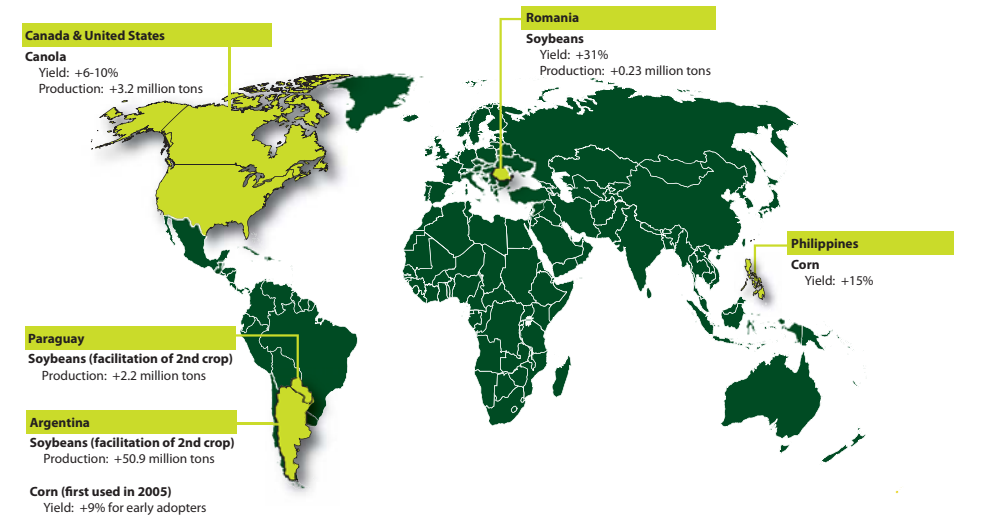 Canada & United States
Canola
Yield: +6-10%
Production: +3.2 million tons
Romania
Soybeans
Yield: +31%
Production: +0.23 million tons
Philippines
Corn
Yield: +15%
Paraguay
Soybeans (facilitation of 2nd crop)
Production: +2.2 million tons
Argentina
Soybeans (facilitation of 2nd crop)
Production: +50.9 million tons
Corn (first used in 2005)
Yield: +9% for early adopters